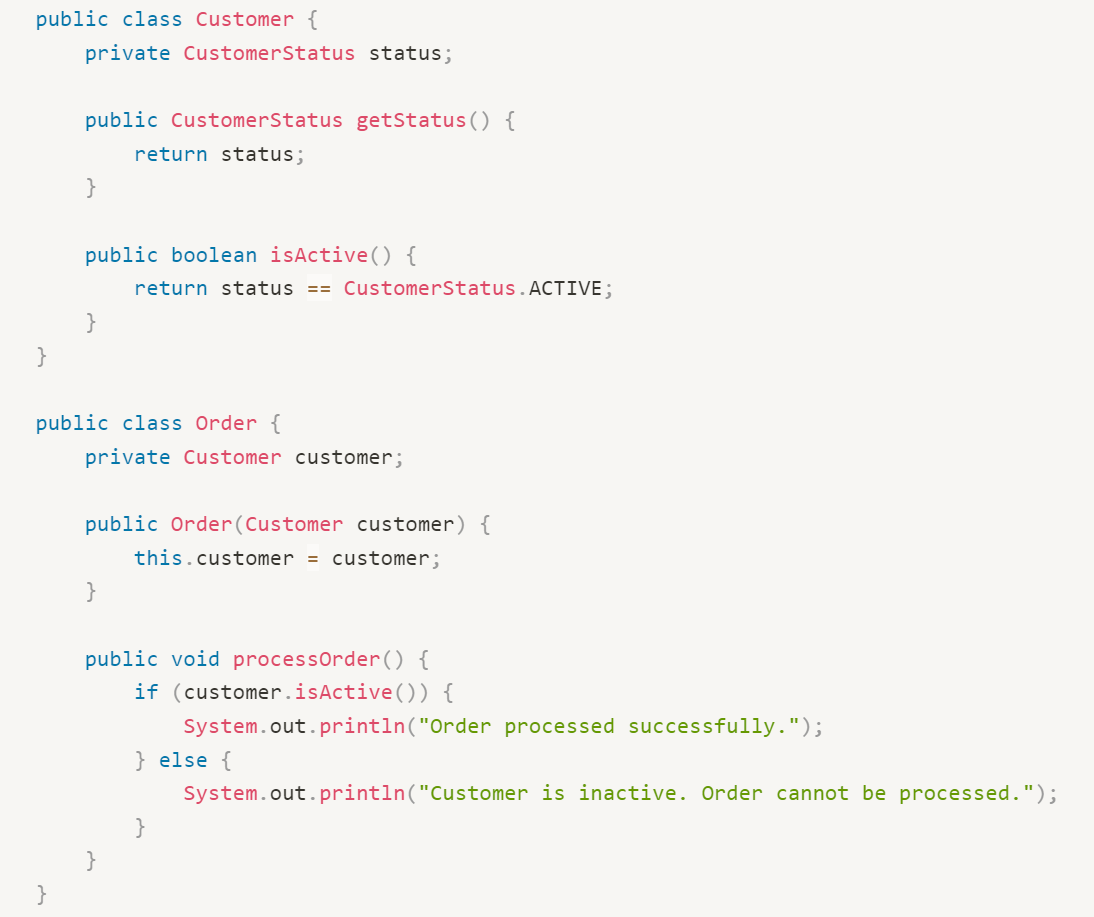 public class Customer {
    private CustomerStatus status;

    public CustomerStatus getStatus() {
        return status;
    }

    public boolean isActive() {
        return status == CustomerStatus.ACTIVE;
    }
}

public class Order {
    private Customer customer;

    public Order(Customer customer) {
        this.customer = customer;
    }

    public void processOrder() {
        if (customer.isActive()) {
            System.out.println("Order processed successfully.");
        } else {
            System.out.println("Customer is inactive. Order cannot be processed.");
        }
    }
}